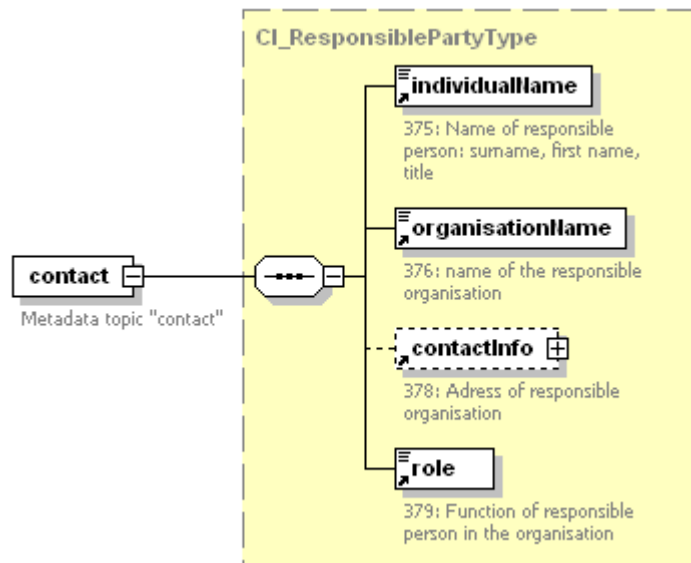 CI_ResponsiblePartyType
individualName
375: Name of responsible
person: surname, first name,
title
organisationName
376: name of the responsible
organisation
contact
Metadata topic "contact"
contactInfo
378: Adress of responsible
organisation
role
379: Function of responsible
person in the organisation